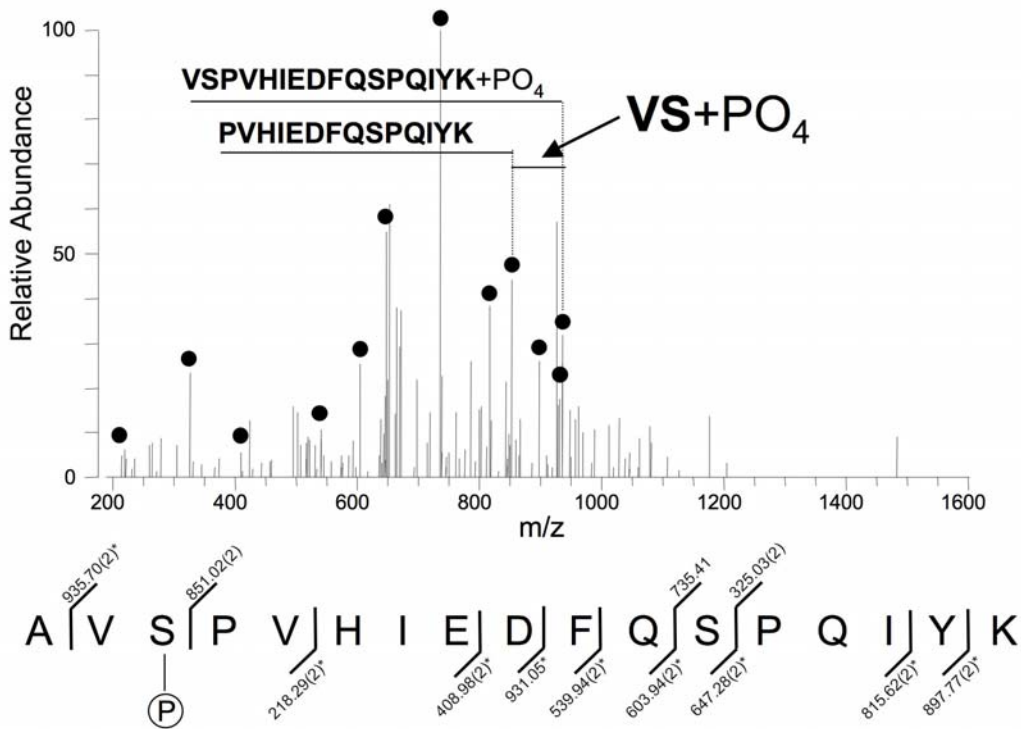 100
50
0
Relative Abundance
VSPVHIEDFQSPQIYK+PO4
PVHIEDFQSPQIYK
VS+PO4
200 400 600 800 1000 1200 1400 1600
m/z
935.70(2)* 851.02(2) 735.41 325.03(2)
A V S P V H I E D F Q S P Q I Y K
P
218.29(2)* 408.98(2)* 931.05* 539.94(2)* 603.94(2)* 647.28(2)* 815.62(2)* 897.77(2)*